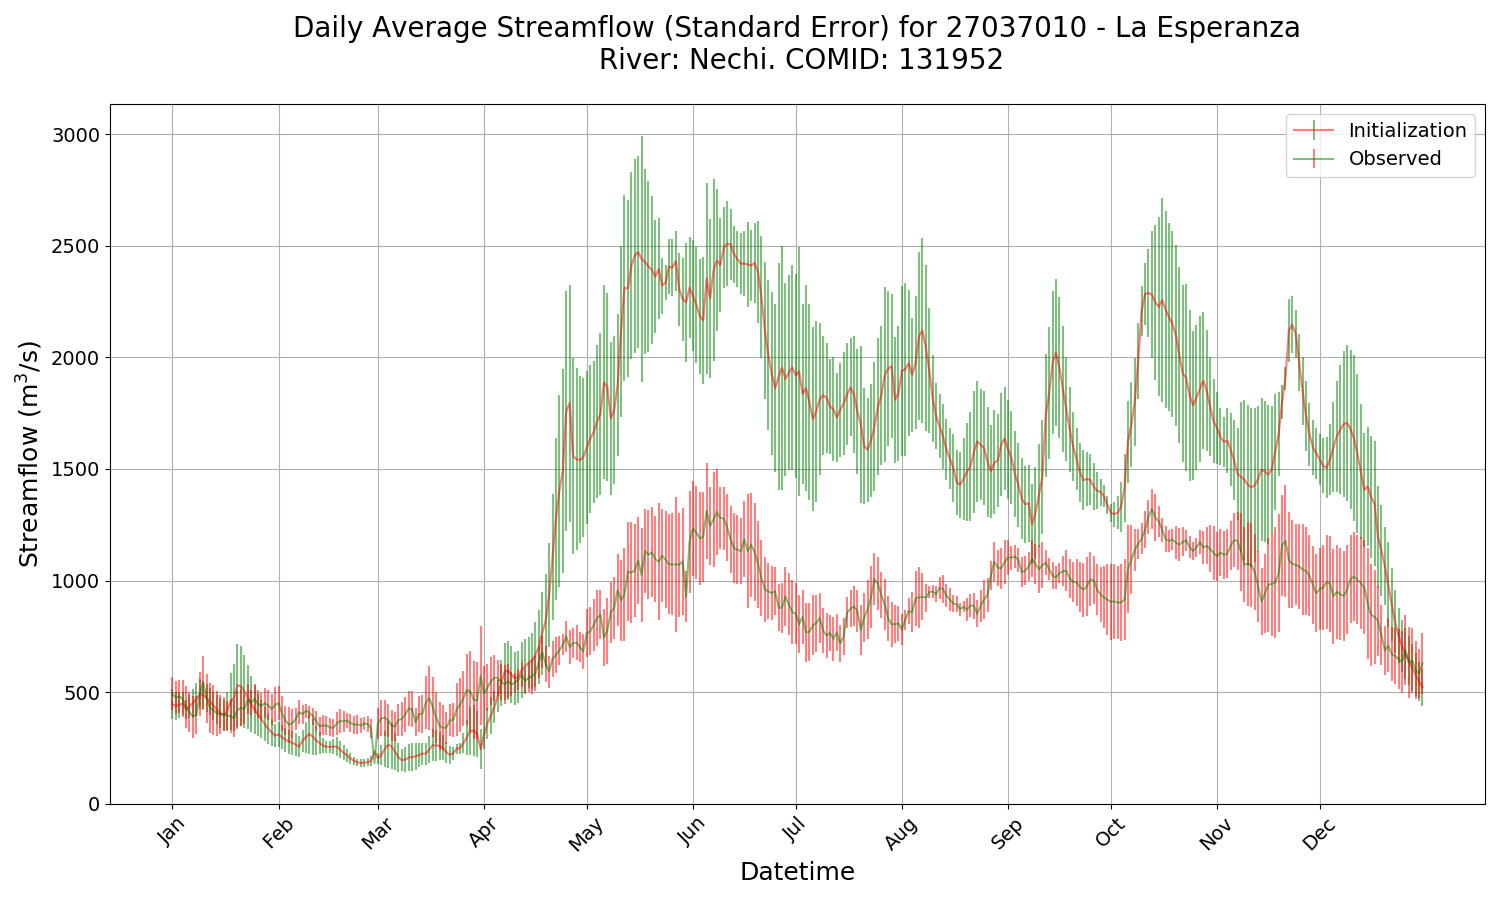 Daily Average Streamflow (Standard Error) for 27037010 - La Esperanza
River: Nechi. COMID: 131952
Initialization
Observed
Streamflow (m³/s)
3000
2500
2000
1500
1000
500
0
Jan Feb Mar Apr May Jun Jul Aug Sep Oct Nov Dec
Datetime